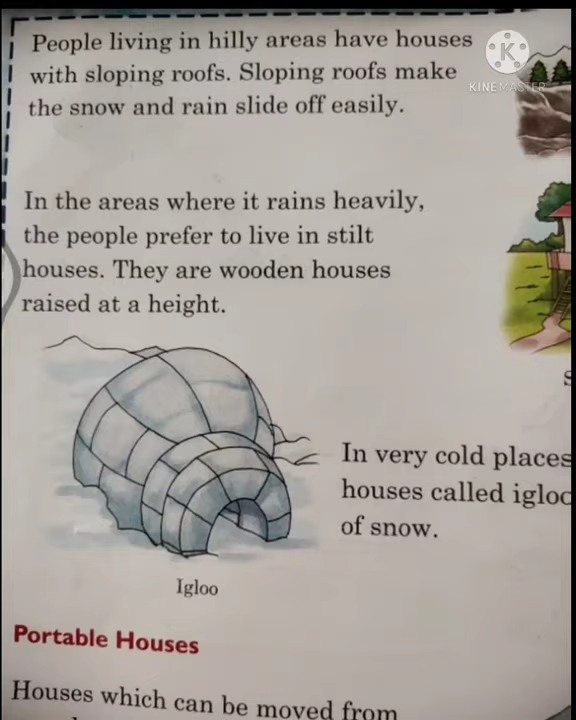 People living in hilly areas have houses
with sloping roofs. Sloping roofs make
the snow and rain slide off easily.
K
KINEMASTER
In the areas where it rains heavily,
the people prefer to live in stilt
houses. They are wooden houses
raised at a height.
In very cold places
houses called
of snow.
Igloo
Portable Houses
Houses which can be moved from